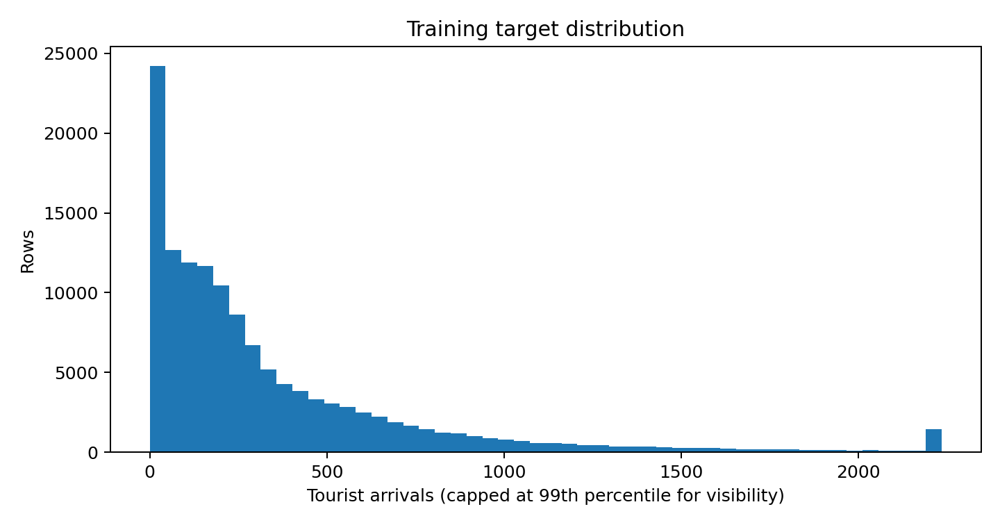 Training target distribution
25000
20000
15000
10000
5000
0
Rows
0 500 1000 1500 2000
Tourist arrivals (capped at 99th percentile for visibility)